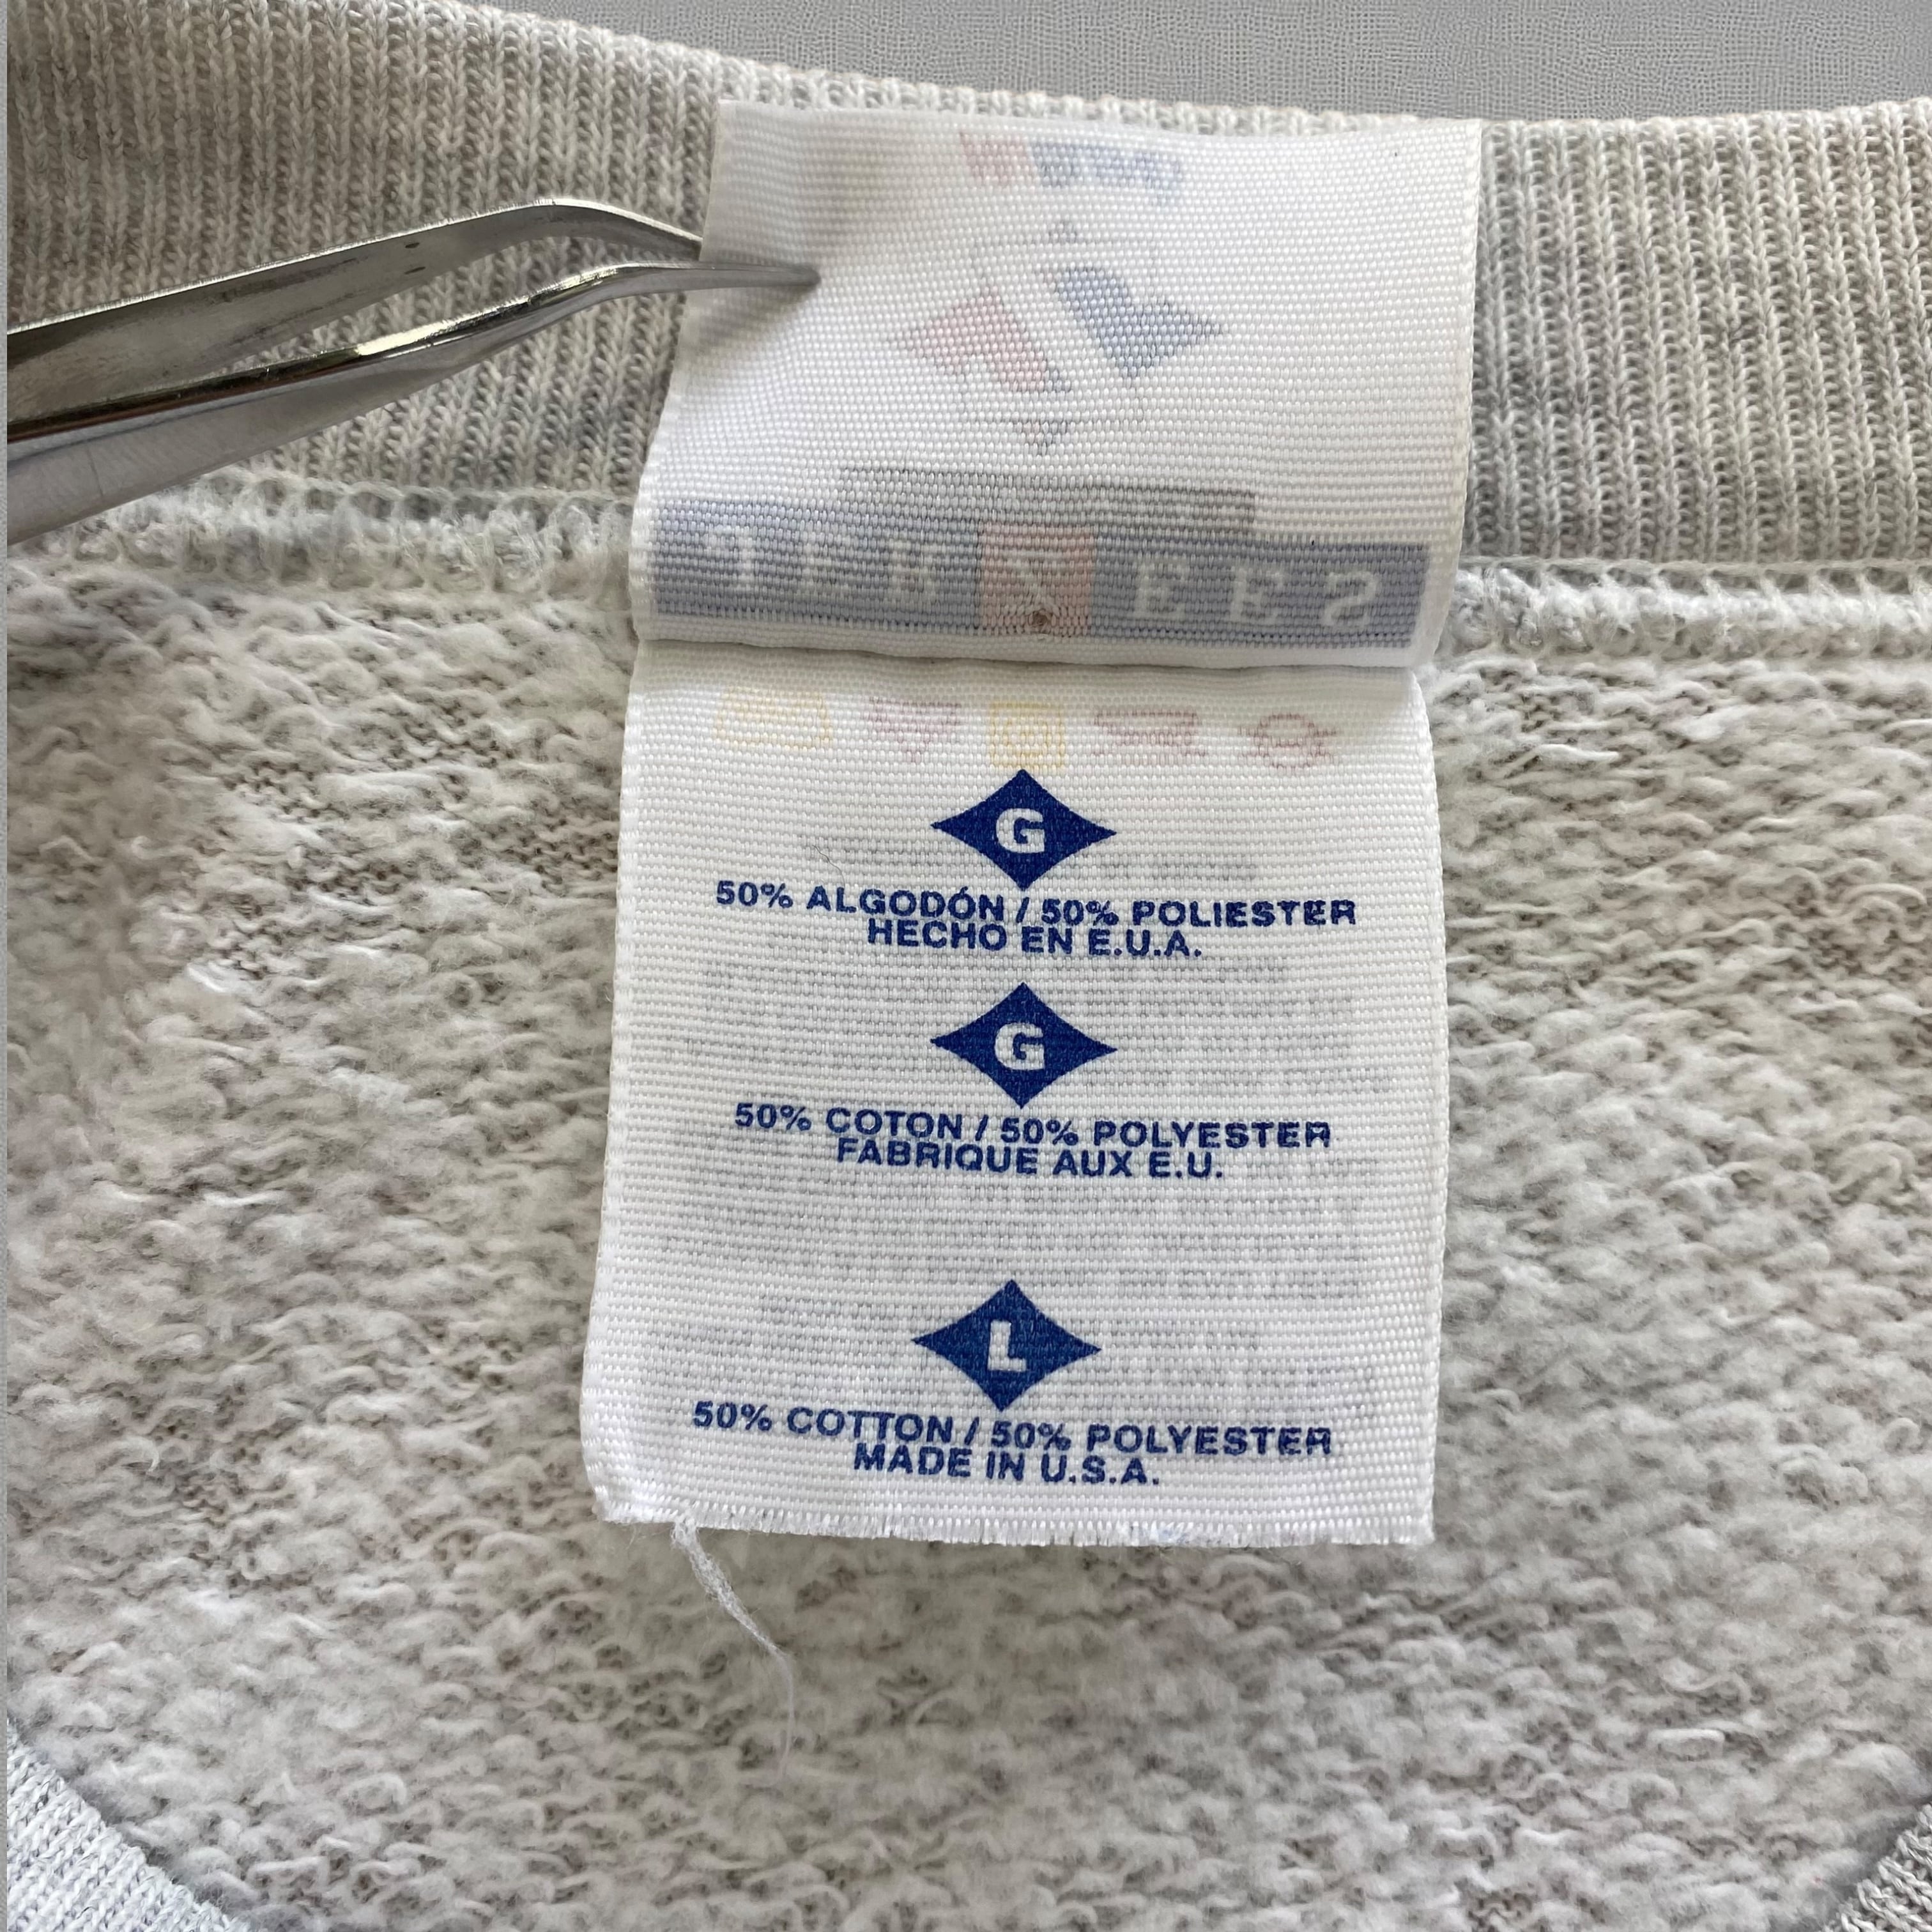 G
50% ALGODÓN / 50% POLIESTER
HECHO EN E.U.A.
G
50% COTON / 50% POLYESTER
FABRIQUE AUX E.U.
L
50% COTTON / 50% POLYESTER
MADE IN U.S.A.